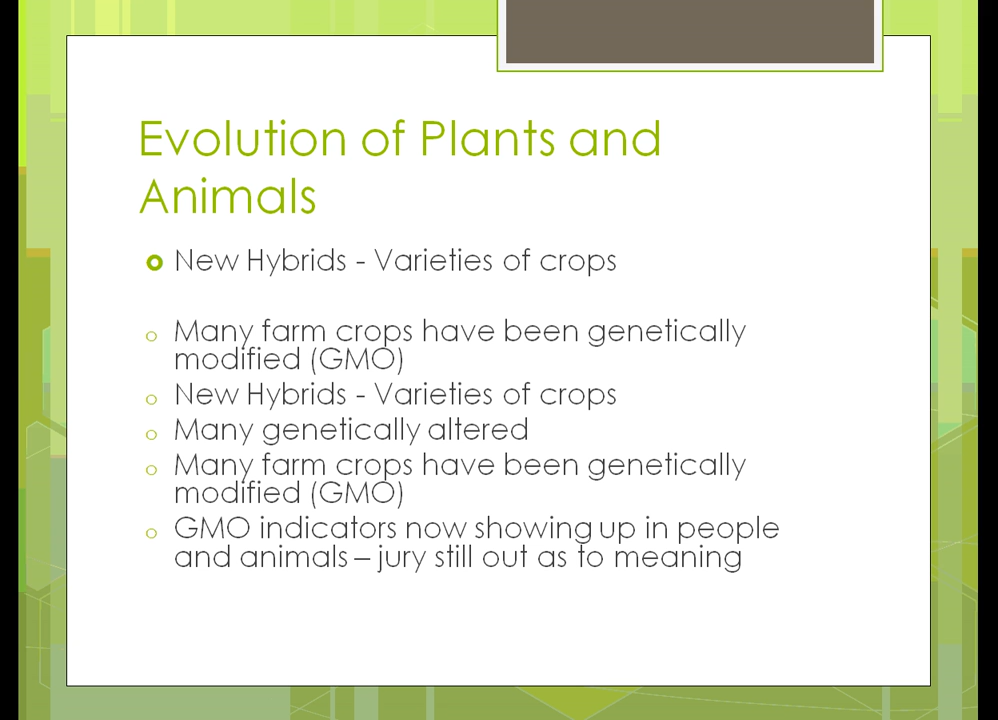 Evolution of Plants and
Animals
New Hybrids - Varieties of crops
Many farm crops have been genetically
modified (GMO)
New Hybrids - Varieties of crops
Many genetically altered
Many farm crops have been genetically
modified (GMO)
GMO indicators now showing up in people
and animals – jury still out as to meaning